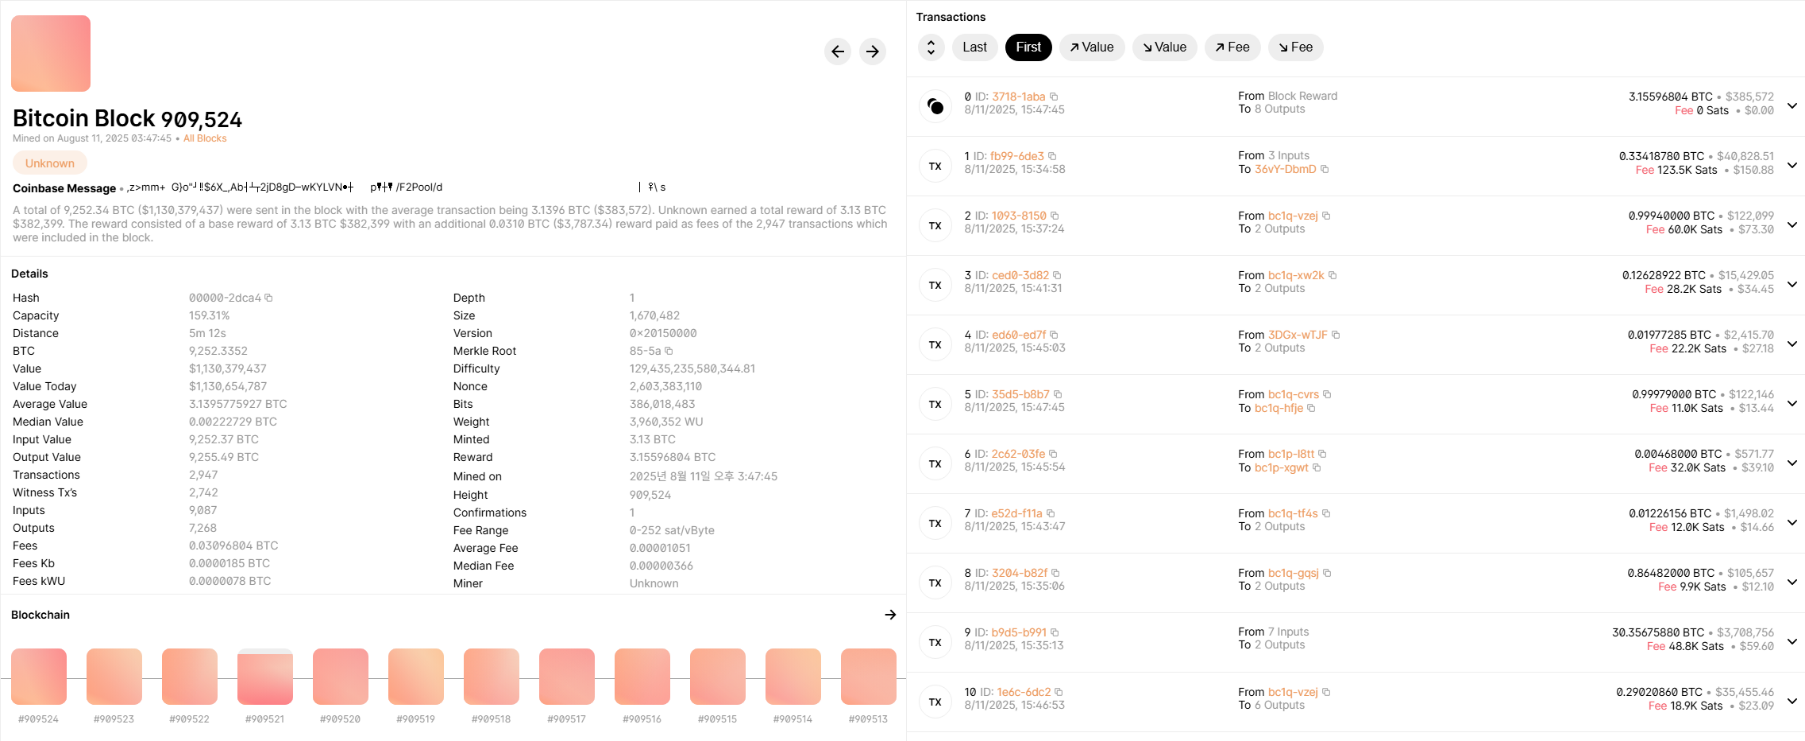 Bitcoin Block 909,524
Mined on August 11, 2025 03:47:45 • All Blocks
Unknown
Coinbase Message • ,z>mm+ /F2Pool/d
A total of 9,252.34 BTC ($1,130,379,437) were sent in the block with the average transaction being 3.1396 BTC ($383,572). Unknown earned a total reward of 3.13 BTC
$382,399. The reward consisted of a base reward of 3.13 BTC $382,399 with an additional 0.0310 BTC ($3,787.34) reward paid as fees of the 2,947 transactions which
were included in the block.
Details
Hash 00000-2dca4
Capacity 159.31%
Distance 5m 12s
BTC 9,252.3352
Value $1,130,379,437
Value Today $1,130,654,787
Average Value 3.1395775927 BTC
Median Value 0.00222729 BTC
Input Value 9,252.37 BTC
Output Value 9,255.49 BTC
Transactions 2,947
Witness Tx's 2,742
Inputs 9,087
Outputs 7,268
Fees 0.03096804 BTC
Fees Kb 0.0000185 BTC
Fees kWU 0.0000078 BTC
Depth 1
Size 1,670,482
Version 0×20150000
Merkle Root 85-5a
Difficulty 129,435,235,580,344.81
Nonce 2,603,383,110
Bits 386,018,483
Weight 3,960,352 WU
Minted 3.13 BTC
Reward 3.15596804 BTC
Mined on 2025년 8월 11일 오후 3:47:45
Height 909,524
Confirmations 1
Fee Range 0-252 sat/vByte
Average Fee 0.00001051
Median Fee 0.00000366
Miner Unknown
Blockchain
#909524 #909523 #909522 #909521 #909520 #909519 #909518 #909517 #909516 #909515 #909514 #909513
Transactions
Last First ↗ Value ↘ Value ↗ Fee ↘ Fee
0 ID: 3718-1aba From Block Reward 3.15596804 BTC • $385,572
8/11/2025, 15:47:45 To 8 Outputs Fee 0 Sats • $0.00
TX
1 ID: fb99-6de3 From 3 Inputs 0.33418780 BTC • $40,828.51
8/11/2025, 15:34:58 To 36vY-DbmD Fee 123.5K Sats • $150.88
TX
2 ID: 1093-8150 From bc1q-vzej 0.99940000 BTC • $122,099
8/11/2025, 15:37:24 To 2 Outputs Fee 60.0K Sats • $73.30
TX
3 ID: ced0-3d82 From bc1q-xw2k 0.12628922 BTC • $15,429.05
8/11/2025, 15:41:31 To 2 Outputs Fee 28.2K Sats • $34.45
TX
4 ID: ed60-ed7f From 3DGx-wTJF 0.01977285 BTC • $2,415.70
8/11/2025, 15:45:03 To 2 Outputs Fee 22.2K Sats • $27.18
TX
5 ID: 35d5-b8b7 From bc1q-cvrs 0.99979000 BTC • $122,146
8/11/2025, 15:47:45 To bc1q-hfje Fee 11.0K Sats • $13.44
TX
6 ID: 2c62-03fe From bc1p-l8tt 0.00468000 BTC • $571.77
8/11/2025, 15:45:54 To bc1p-xgwt Fee 32.0K Sats • $39.10
TX
7 ID: e52d-f11a From bc1q-tf4s 0.01226156 BTC • $1,498.02
8/11/2025, 15:43:47 To 2 Outputs Fee 12.0K Sats • $14.66
TX
8 ID: 3204-b82f From bc1q-gqsj 0.86482000 BTC • $105,657
8/11/2025, 15:35:06 To 2 Outputs Fee 9.9K Sats • $12.10
TX
9 ID: b9d5-b991 From 7 Inputs 30.35675880 BTC • $3,708,756
8/11/2025, 15:35:13 To 2 Outputs Fee 48.8K Sats • $59.60
TX
10 ID: 1e6c-6dc2 From bc1q-vzej 0.29020860 BTC • $35,455.46
8/11/2025, 15:46:53 To 6 Outputs Fee 18.9K Sats • $23.09
TX